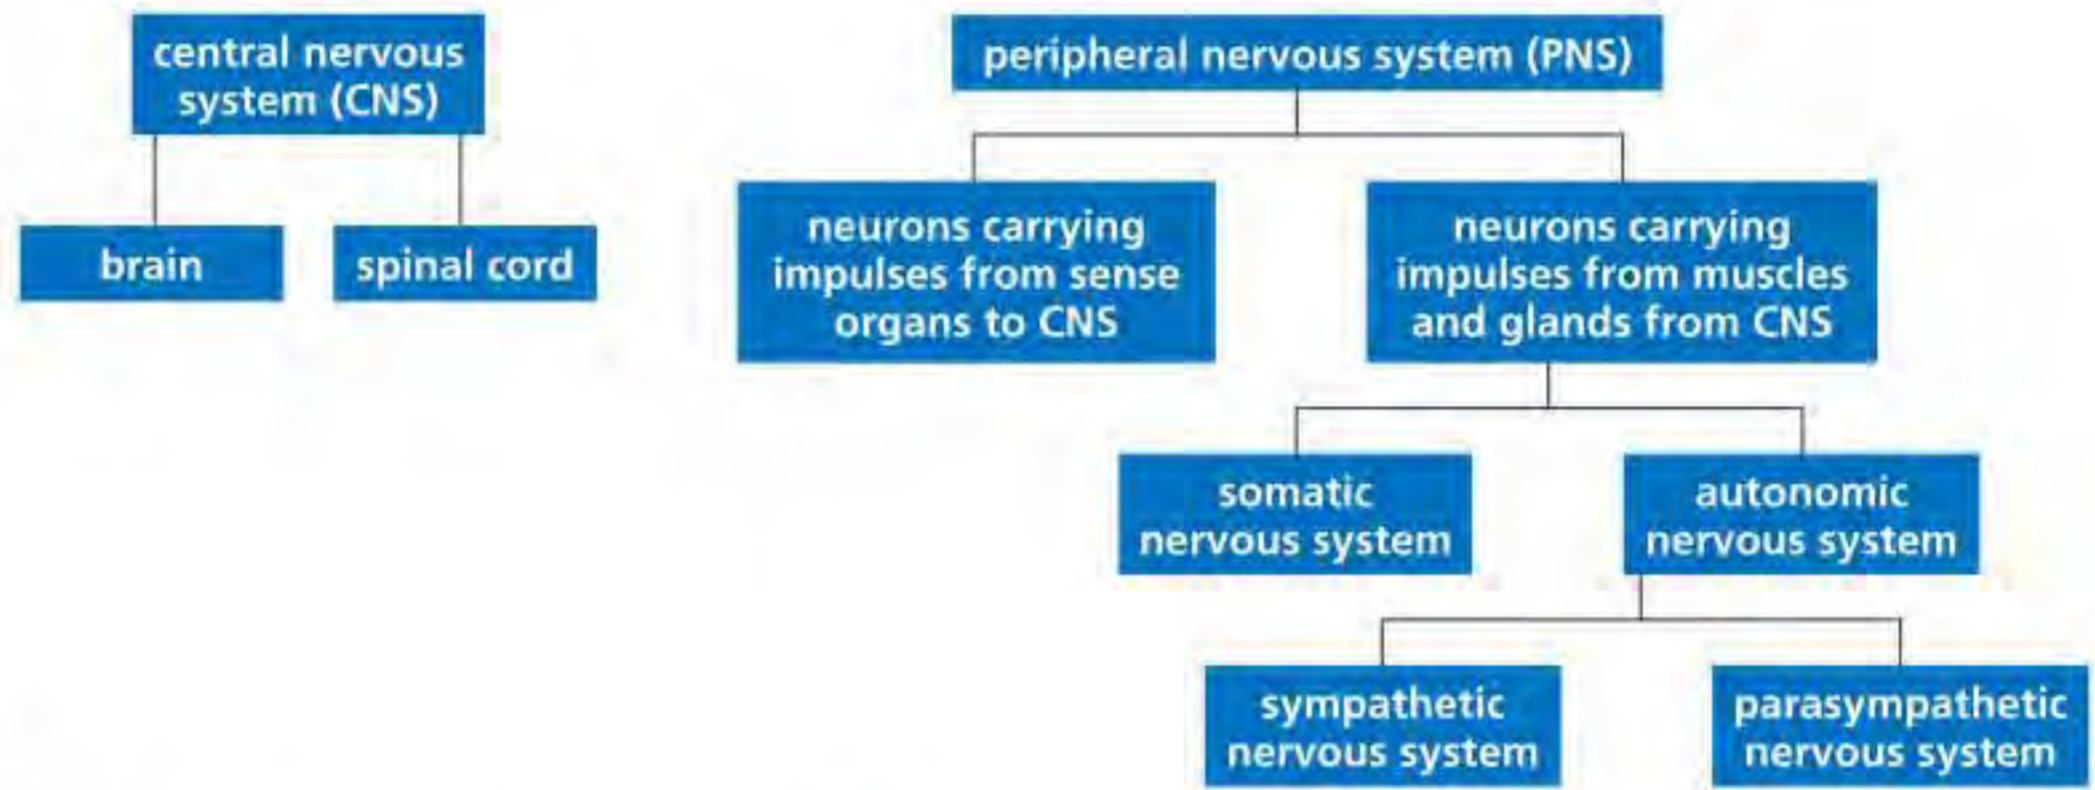 central nervous
system (CNS)
brain
spinal cord
peripheral nervous system (PNS)
neurons carrying
impulses from sense
organs to CNS
neurons carrying
impulses from muscles
and glands from CNS
somatic
nervous system
autonomic
nervous system
sympathetic
nervous system
parasympathetic
nervous system